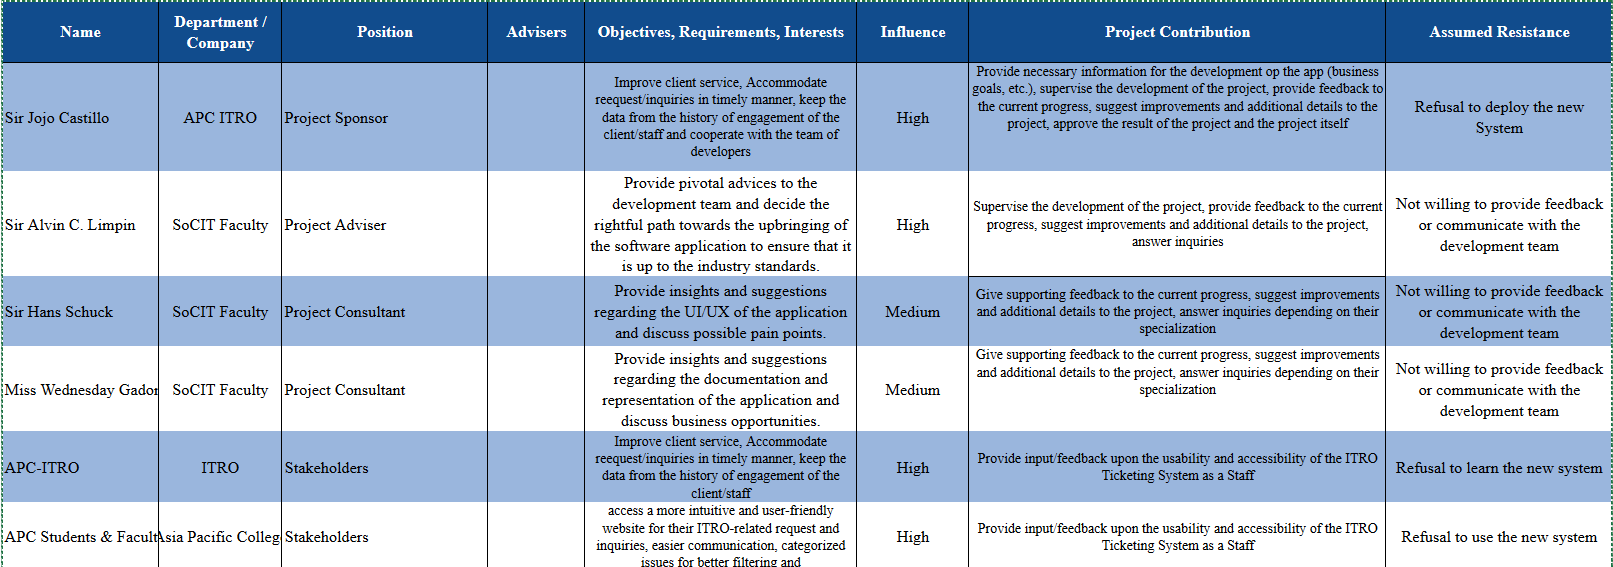 Name
Department /
Company
Position
Advisers
Objectives, Requirements, Interests
Influence
Project Contribution
Assumed Resistance
Sir Jojo Castillo
APC ITRO
Project Sponsor
Improve client service, Accommodate
reequest/inquiries in timely manner, keep the
data from the history of engagement of the
client/staff and cooperate with the team of
developers
High
Provide necessary information for the development op the app (business
goals, etc.), supervise the development of the project, provide feedback to
the current progress, suggest improvements and additional details to the
project, approve the result of the project and the project itself
Refusal to deploy the new
System
Sir Alvin C. Limpin
SoCIT Faculty
Project Adviser
Provide pivotal advices to the
development team and decide the
rightful path towards the upbringing of
the software application to ensure that it
is up to the industry standards.
High
Supervise the development of the project, provide feedback to the current
progress, suggest improvements and additional details to the project,
answer inquiries
Not willing to provide feedback
or communicate with the
development team
Sir Hans Schuck
SoCIT Faculty
Project Consultant
Provide insights and suggestions
regarding the UI/UX of the application
and discuss possible pain points.
Medium
Give supporting feedback to the current progress, suggest improvements
and additional details to the project, answer inquiries depending on their
specialization
Not willing to provide feedback
or communicate with the
development team
Miss Wednesday Gador
SoCIT Faculty
Project Consultant
Provide insights and suggestions
regarding the documentation and
representation of the application and
discuss business opportunities.
Medium
Give supporting feedback to the current progress, suggest improvements
and additional details to the project, answer inquiries depending on their
specialization
Not willing to provide feedback
or communicate with the
development team
APC-ITRO
ITRO
Stakeholders
Improve client service, Accommodate
reequest/inquiries in timely manner, keep the
data from the history of engagement of the
client/staff
High
Provide input/feedback upon the usability and accessibility of the ITRO
Ticketing System as a Staff
Refusal to learn the new system
APC Students & Facult
Asia Pacific Colleg
Stakeholders
access a more intuitive and user-friendly
website for their ITRO-related request and
inquiries, easier communication, categorized
issues for better filtering and
High
Provide input/feedback upon the usability and accessibility of the ITRO
Ticketing System as a Staff
Refusal to use the new system